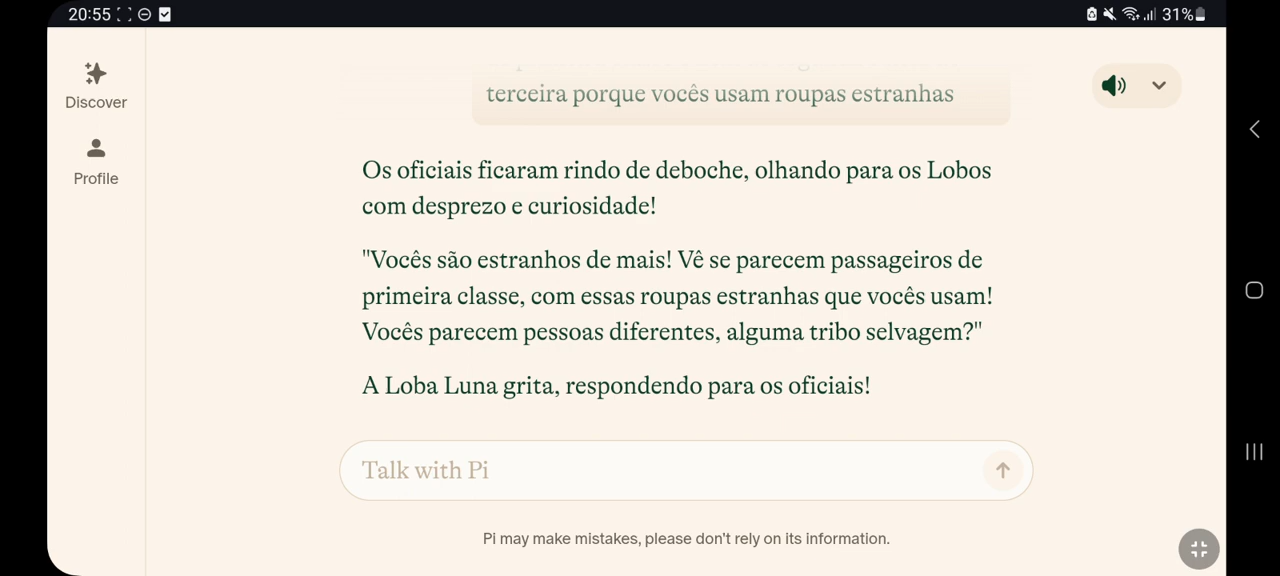 20:55
31%
Discover
Profile
terceira porque vocês usam roupas estranhas
Os oficiais ficaram rindo de deboche, olhando para os Lobos
com desprezo e curiosidade!
"Vocês são estranhos de mais! Vê se parecem passageiros de
primeira classe, com essas roupas estranhas que vocês usam!
Vocês parecem pessoas diferentes, alguma tribo selvagem?"
A Loba Luna grita, respondendo para os oficiais!
Talk with Pi
Pi may make mistakes, please don't rely on its information.